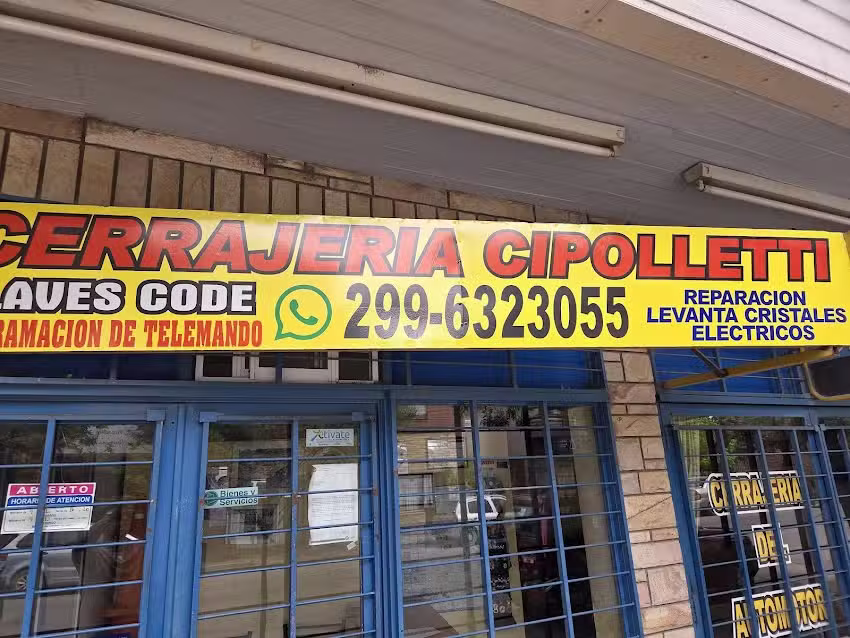 CERRAJERIA CIPOLLETTI
LAVES CODE
RAMACION DE TELEMANDO
299-6323055
REPARACION
LEVANTA CRISTALES
ELECTRICOS
Activate
ABIERTO
HORARIO DE ATENCION
Bienes y
Servicios
CERRAJERIA
DEL
AUTOMOTOR